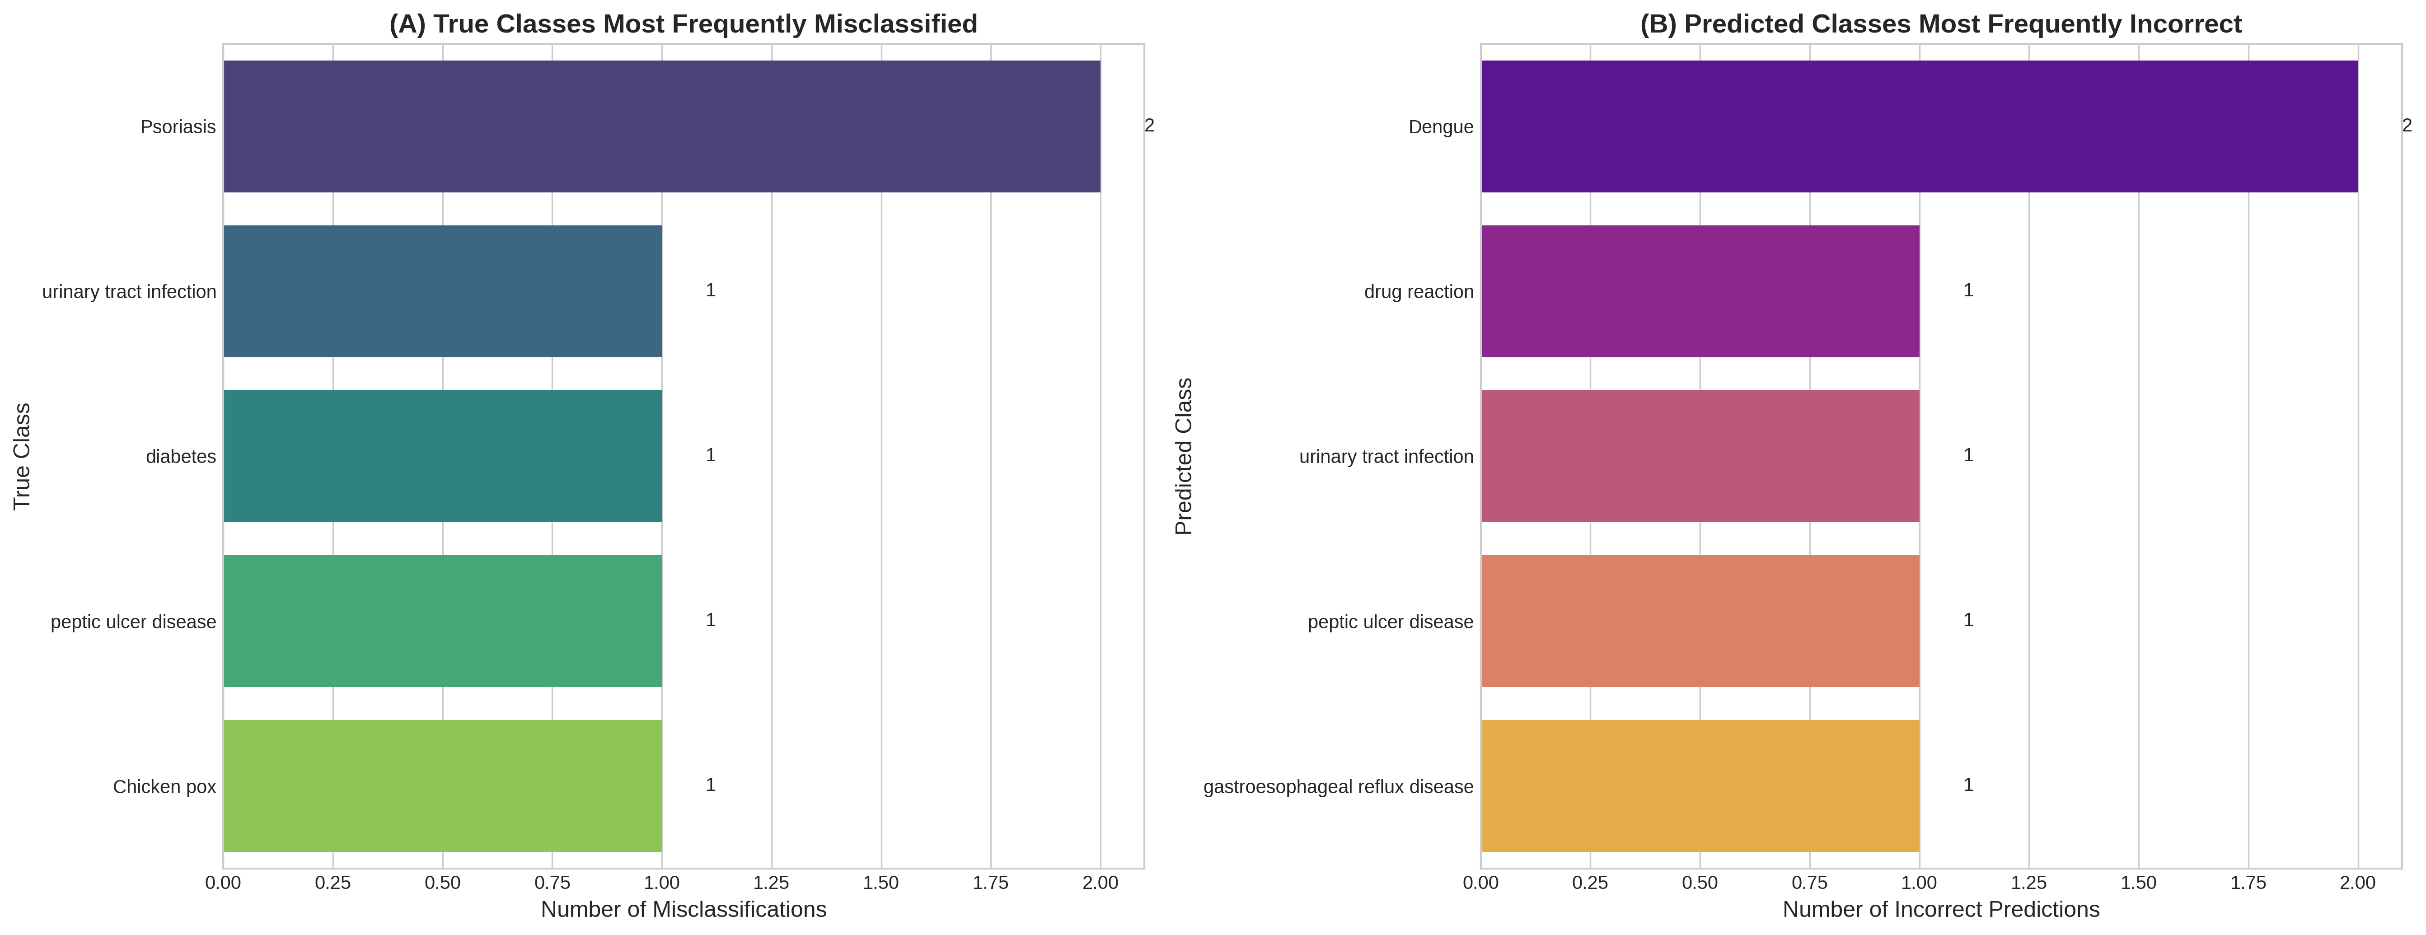 (A) True Classes Most Frequently Misclassified
True Class
Psoriasis
2
urinary tract infection
1
diabetes
1
peptic ulcer disease
1
Chicken pox
1
0.00 0.25 0.50 0.75 1.00 1.25 1.50 1.75 2.00
Number of Misclassifications
(B) Predicted Classes Most Frequently Incorrect
Predicted Class
Dengue
2
drug reaction
1
urinary tract infection
1
peptic ulcer disease
1
gastroesophageal reflux disease
1
0.00 0.25 0.50 0.75 1.00 1.25 1.50 1.75 2.00
Number of Incorrect Predictions